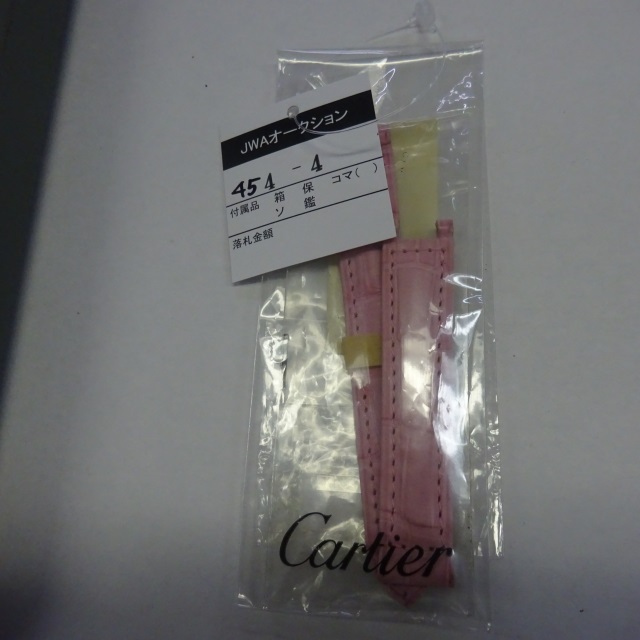 JWAオークション
454-4
付属品 箱 保 コマ( )
ソ 鑑
落札金額
Cartier